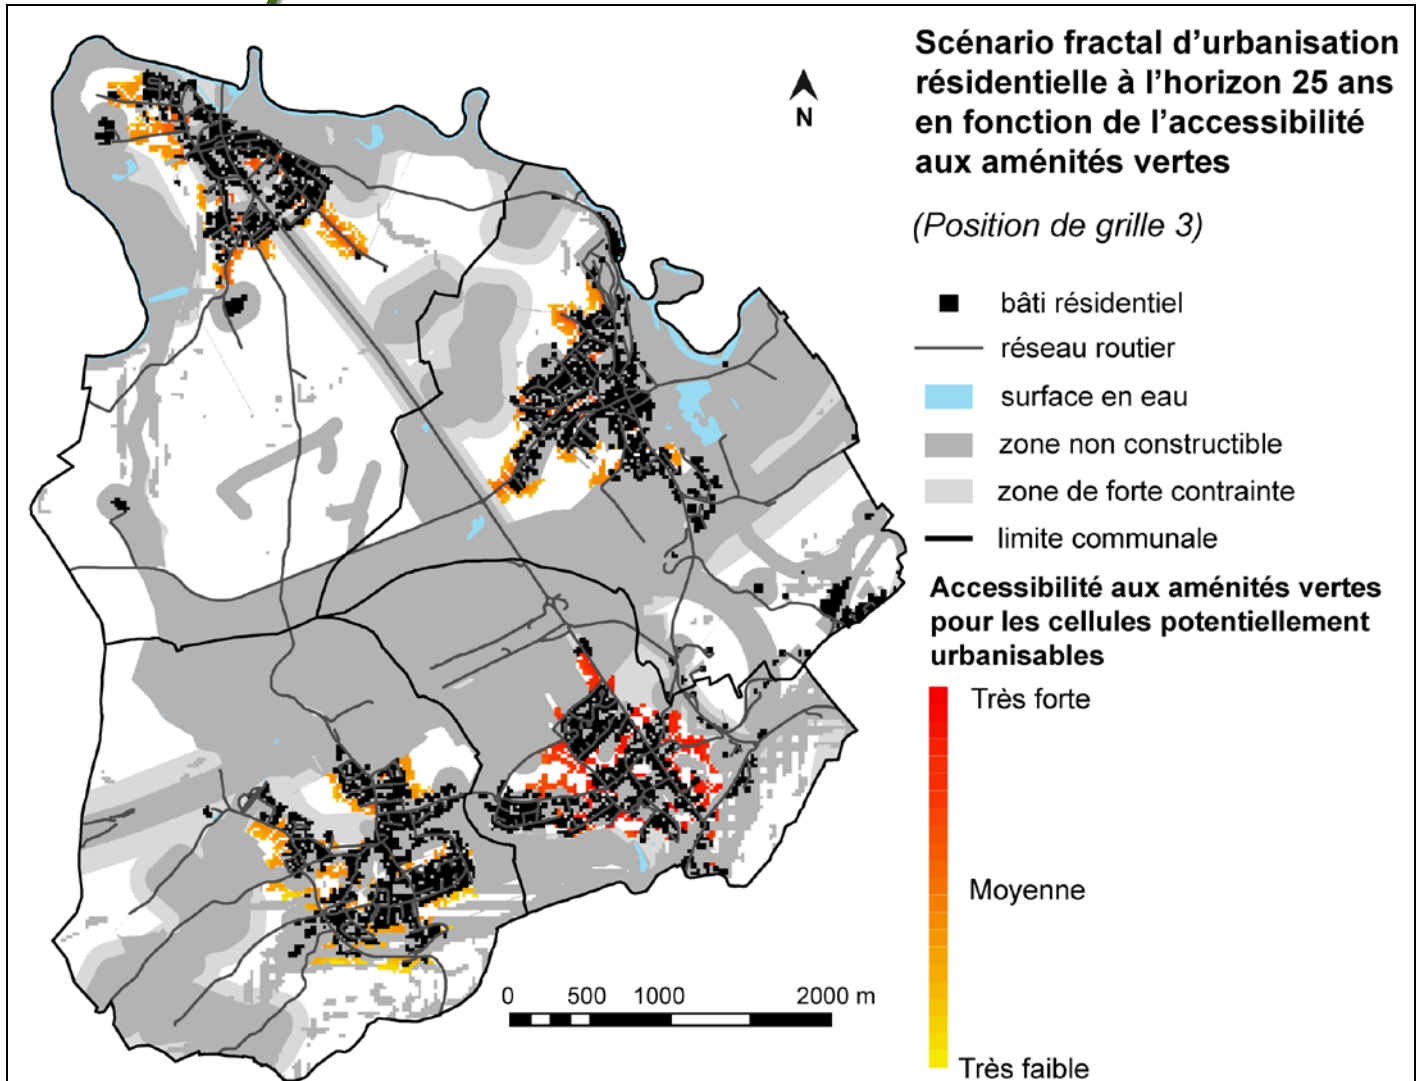 Scénario fractal d’urbanisation
résidentielle à l’horizon 25 ans
en fonction de l’accessibilité
aux aménités vertes
(Position de grille 3)
N
bâti résidentiel
réseau routier
surface en eau
zone non constructible
zone de forte contrainte
limite communale
Accessibilité aux aménités vertes
pour les cellules potentiellement
urbanisables
Très forte
Moyenne
Très faible
0 500 1000 2000 m